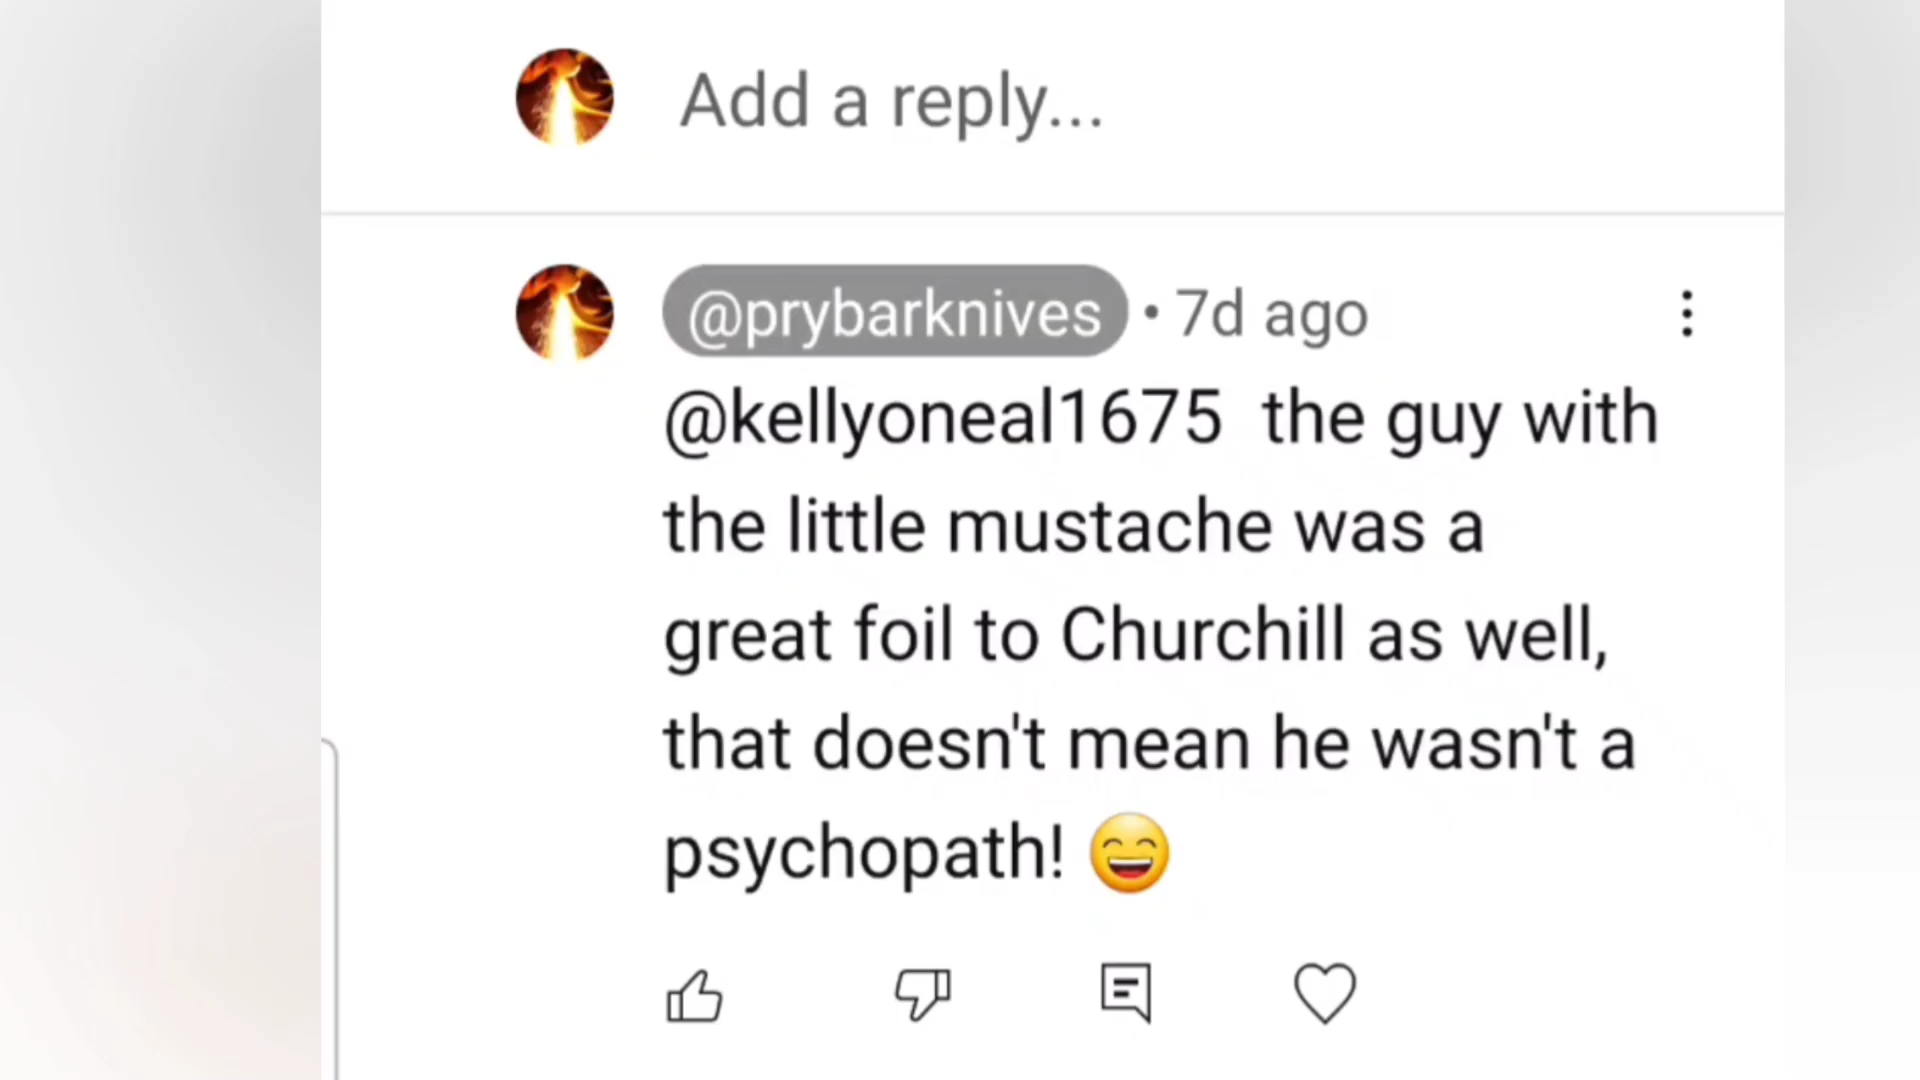 Add a reply...
@prybarknives • 7d ago
@kellyoneal1675 the guy with
the little mustache was a
great foil to Churchill as well,
that doesn't mean he wasn't a
psychopath! 😄